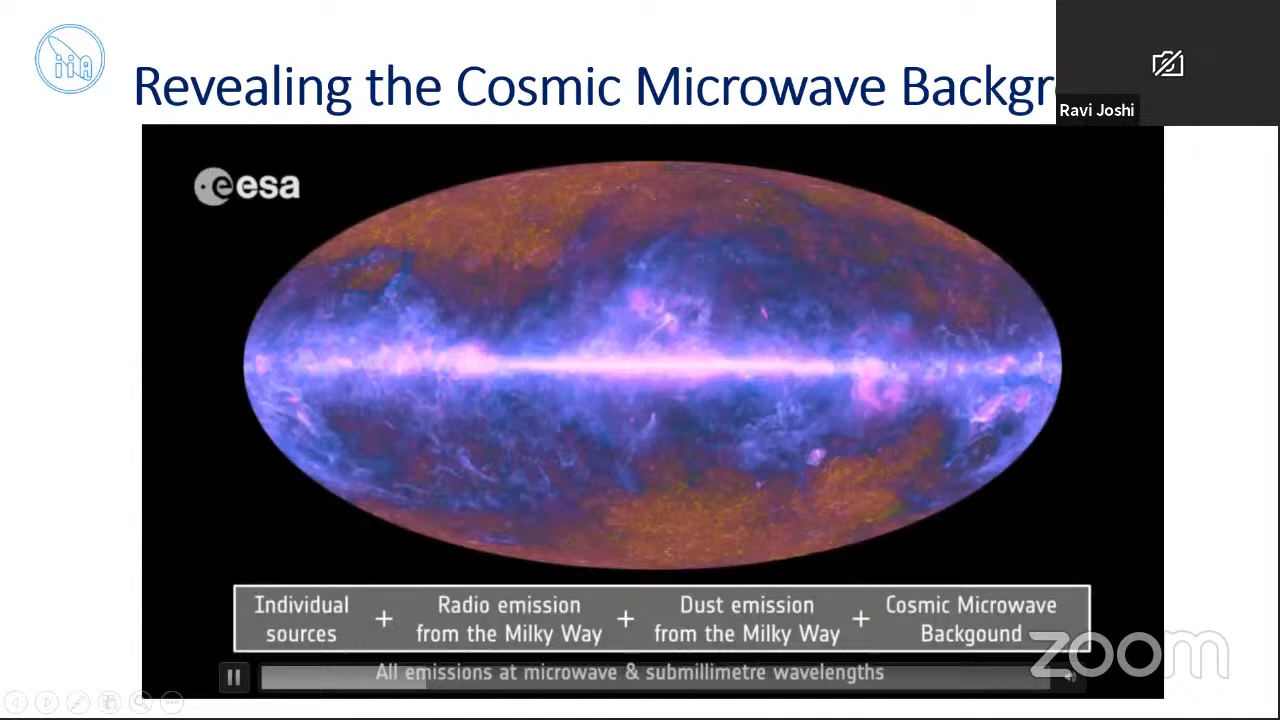 iiA
Revealing the Cosmic Microwave Backgr
Ravi Joshi
esa
Individual
sources
+
Radio emission
from the Milky Way
+
Dust emission
from the Milky Way
+
Cosmic Microwave
Backgound
zoom
All emissions at microwave & submillimetre wavelengths